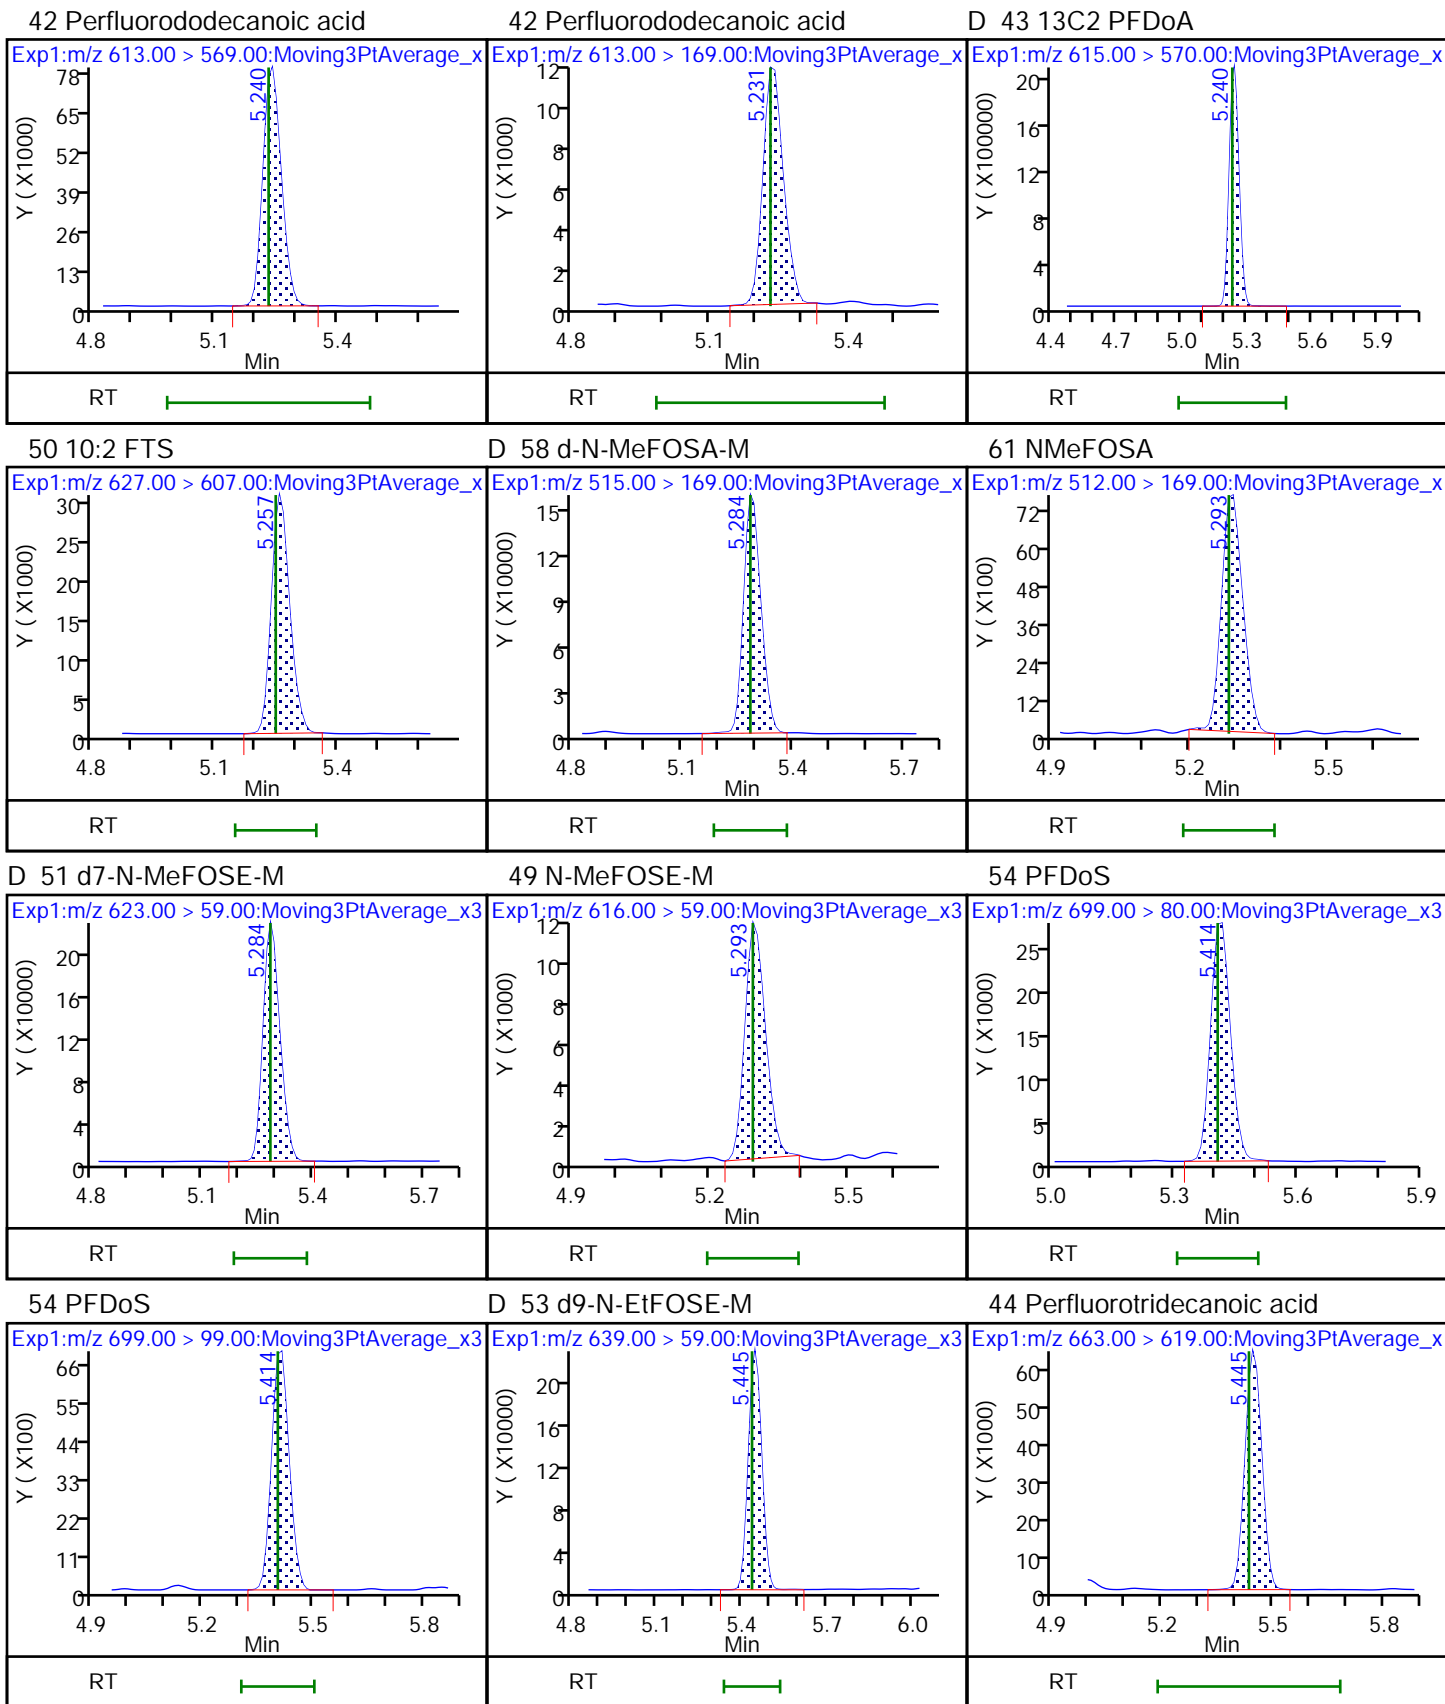 42 Perfluorododecanoic acid
Exp1:m/z 613.00 > 569.00:Moving3PtAverage_x
Y ( X1000)
78
65
52
39
26
13
0
5.240
4.8 5.1 5.4
Min
RT
42 Perfluorododecanoic acid
Exp1:m/z 613.00 > 169.00:Moving3PtAverage_x
Y ( X1000)
12
10
8
6
4
2
0
5.231
4.8 5.1 5.4
Min
RT
D 43 13C2 PFDoA
Exp1:m/z 615.00 > 570.00:Moving3PtAverage_x
Y ( X100000)
20
16
12
8
4
0
5.240
4.4 4.7 5.0 5.3 5.6 5.9
Min
RT
50 10:2 FTS
Exp1:m/z 627.00 > 607.00:Moving3PtAverage_x
Y ( X1000)
30
25
20
15
10
5
0
5.257
4.8 5.1 5.4
Min
RT
D 58 d-N-MeFOSA-M
Exp1:m/z 515.00 > 169.00:Moving3PtAverage_x
Y ( X10000)
15
12
9
6
3
0
5.284
4.8 5.1 5.4 5.7
Min
RT
61 NMeFOSA
Exp1:m/z 512.00 > 169.00:Moving3PtAverage_x
Y ( X100)
72
60
48
36
24
12
0
5.293
4.9 5.2 5.5
Min
RT
D 51 d7-N-MeFOSE-M
Exp1:m/z 623.00 > 59.00:Moving3PtAverage_x3
Y ( X10000)
20
16
12
8
4
0
5.284
4.8 5.1 5.4 5.7
Min
RT
49 N-MeFOSE-M
Exp1:m/z 616.00 > 59.00:Moving3PtAverage_x3
Y ( X1000)
12
10
8
6
4
2
0
5.293
4.9 5.2 5.5
Min
RT
54 PFDoS
Exp1:m/z 699.00 > 80.00:Moving3PtAverage_x3
Y ( X1000)
25
20
15
10
5
0
5.414
5.0 5.3 5.6 5.9
Min
RT
54 PFDoS
Exp1:m/z 699.00 > 99.00:Moving3PtAverage_x3
Y ( X100)
66
55
44
33
22
11
0
5.414
4.9 5.2 5.5 5.8
Min
RT
D 53 d9-N-EtFOSE-M
Exp1:m/z 639.00 > 59.00:Moving3PtAverage_x3
Y ( X10000)
20
16
12
8
4
0
5.445
4.8 5.1 5.4 5.7 6.0
Min
RT
44 Perfluorotridecanoic acid
Exp1:m/z 663.00 > 619.00:Moving3PtAverage_x
Y ( X1000)
60
50
40
30
20
10
0
5.445
4.9 5.2 5.5 5.8
Min
RT